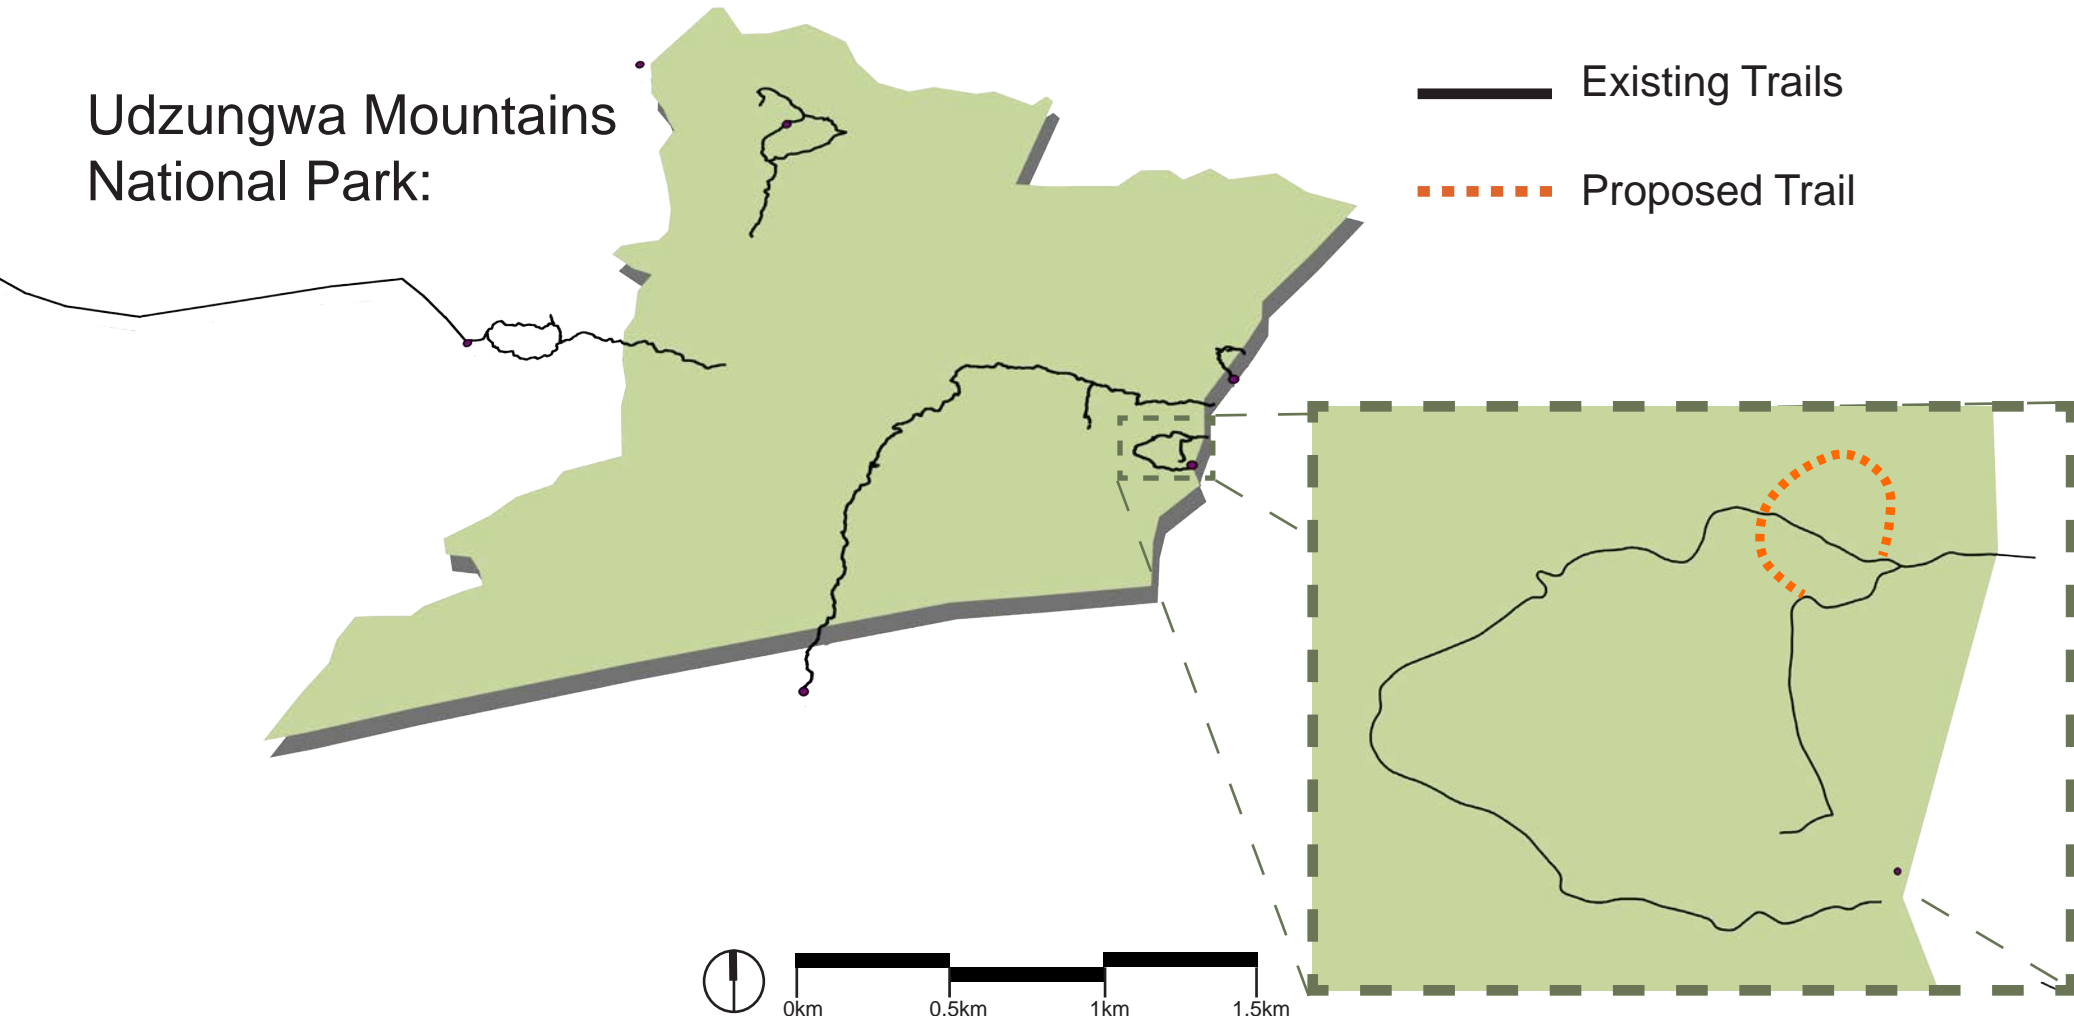 Udzungwa Mountains
National Park:
Existing Trails
Proposed Trail
0km 0.5km 1km 1.5km